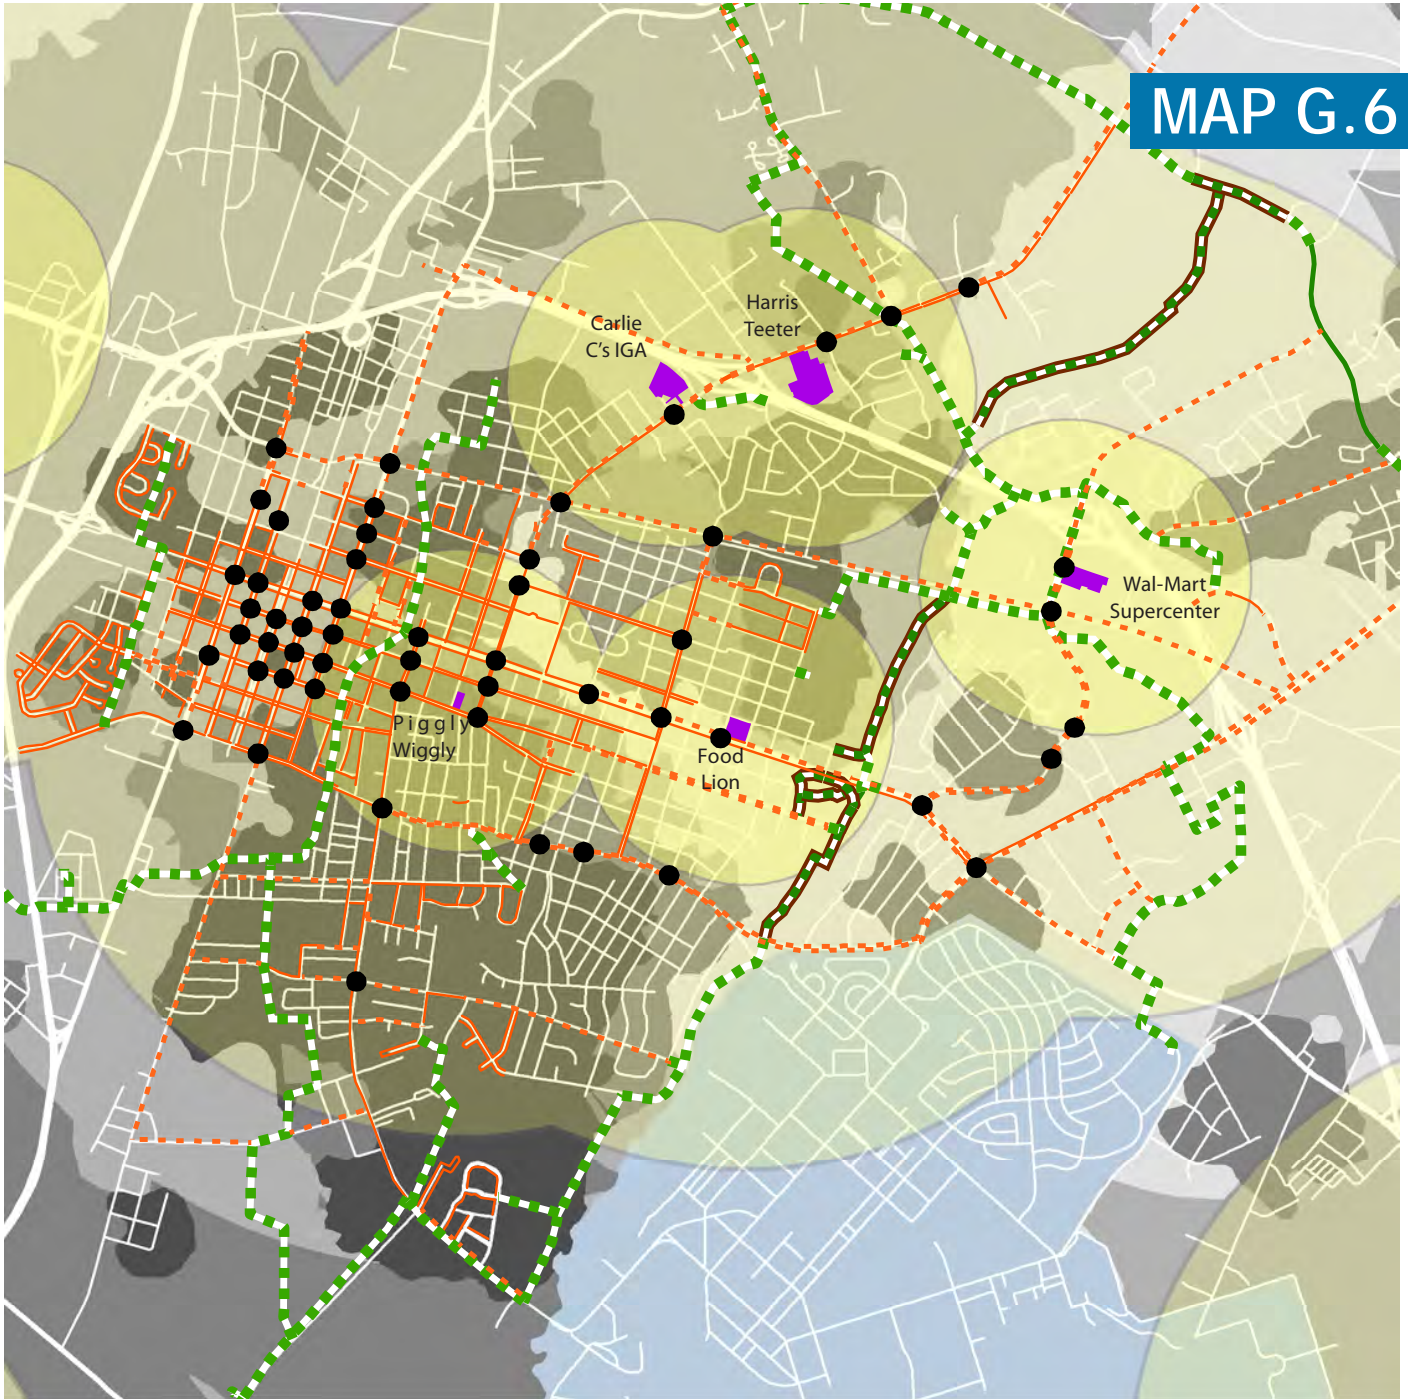 MAP G.6
Harris
Teeter
Carlie
C's IGA
Wal-Mart
Supercenter
Piggly
Wiggly
Food
Lion